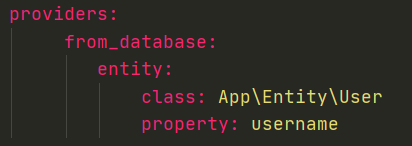 providers:
from_database:
entity:
class: App\Entity\User
property: username